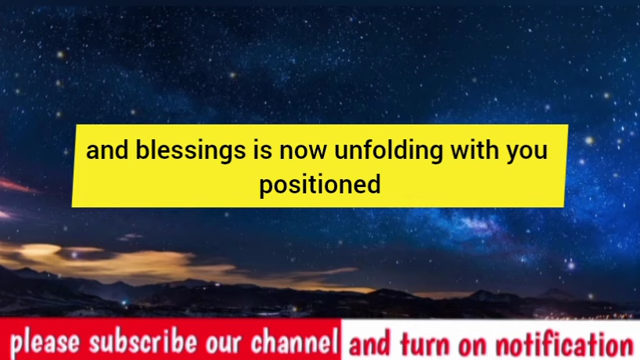 and blessings is now unfolding with you
positioned
please subscribe our channel and turn on notification